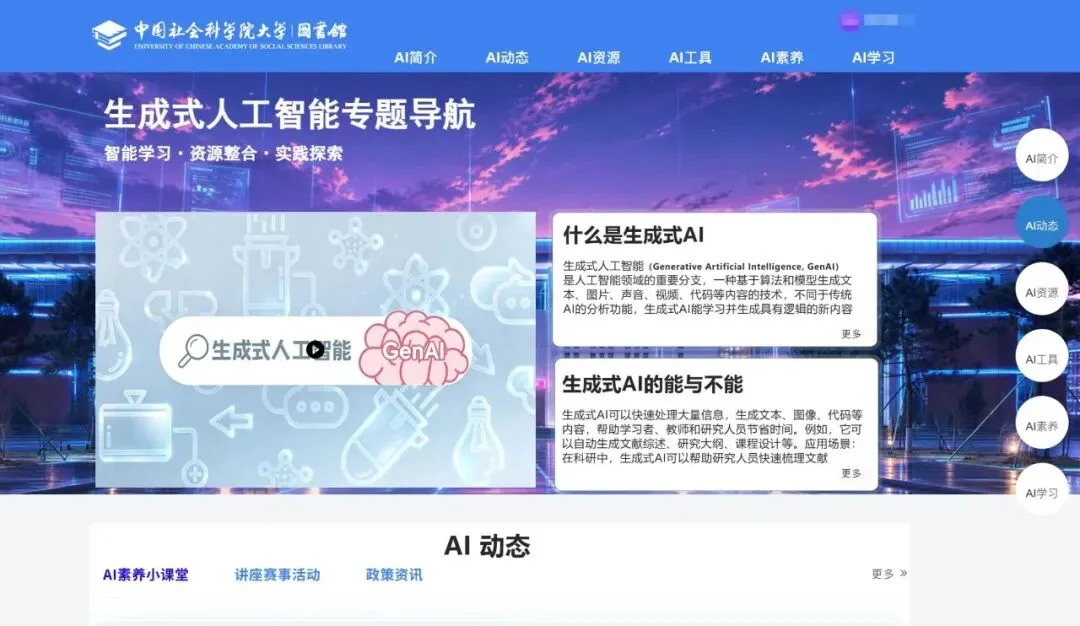 中国社会科学院大学|圖書館
UNIVERSITY OF CHINESE ACADEMY OF SOCIAL SCIENCES LIBRARY
AI简介 AI动态 AI资源 AI工具 AI素养 AI学习
生成式人工智能专题导航
智能学习·资源整合·实践探索
生成式人工智能 GenAI
什么是生成式AI
生成式人工智能（Generative Artificial Intelligence, GenAI）
是人工智能领域的重要分支，一种基于算法和模型生成文
本、图片、声音、视频、代码等内容的技术，不同于传统
AI的分析功能，生成式AI能学习并生成具有逻辑的新内容
更多
生成式AI的能与不能
生成式AI可以快速处理大量信息，生成文本、图像、代码等
内容，帮助学习者、教师和研究人员节省时间。例如，它可
以自动生成文献综述、研究大纲、课程设计等。应用场景：
在科研中，生成式AI可以帮助研究人员快速梳理文献
更多
AI简介
AI动态
AI资源
AI工具
AI素养
AI学习
AI 动态
AI素养小课堂 讲座赛事活动 政策资讯 更多 »